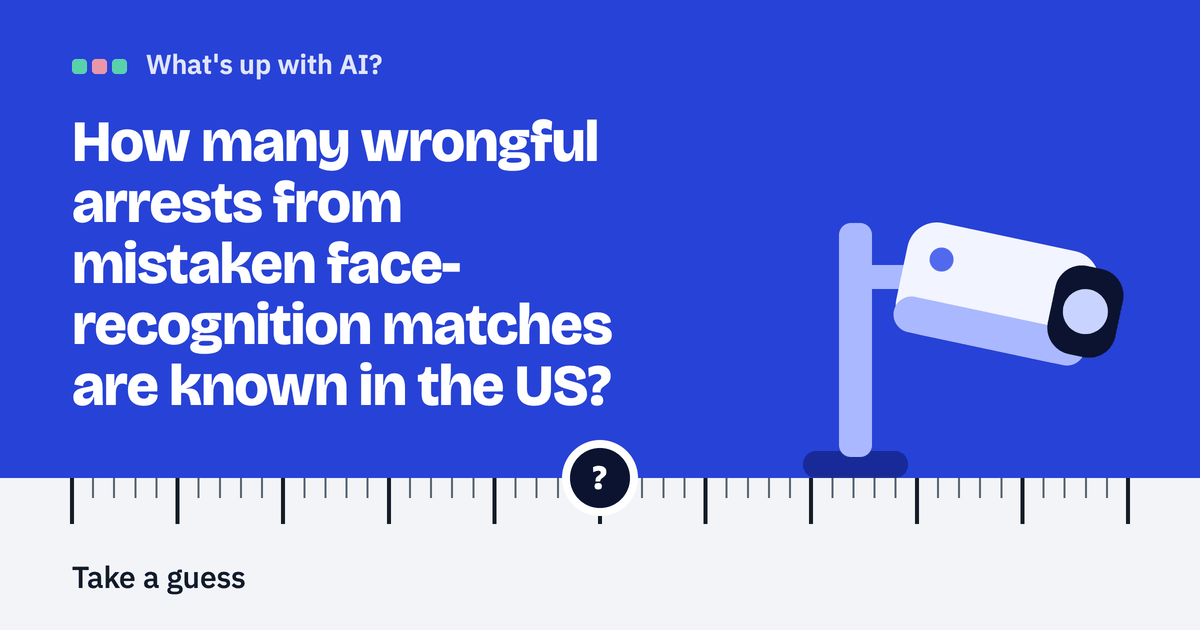 What's up with AI?
How many wrongful
arrests from
mistaken face-
recognition matches
are known in the US?
?
Take a guess